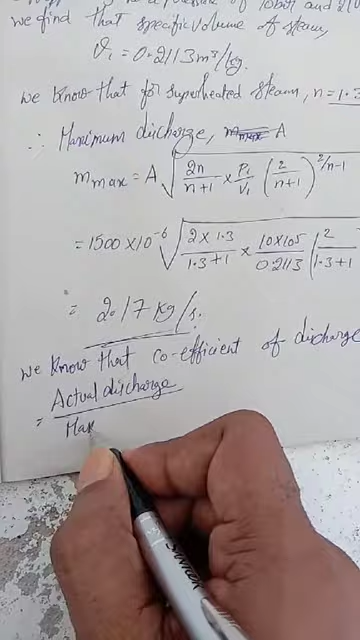 we find that specific volume of steam,
v₁ = 0.2113 m³/kg.
we know that for superheated steam, n = 1.3
∴ Maximum discharge, A
m max = A √ 2n/n+1 × P₁/V₁ (2/n+1)^2/n-1
= 1500 × 10⁻⁶ √ 2 × 1.3/1.3+1 × 10×10⁵/0.2113 (2/1.3+1
= 2.17 kg/s.
we know that co-efficient of discharge
= Actual discharge
Max